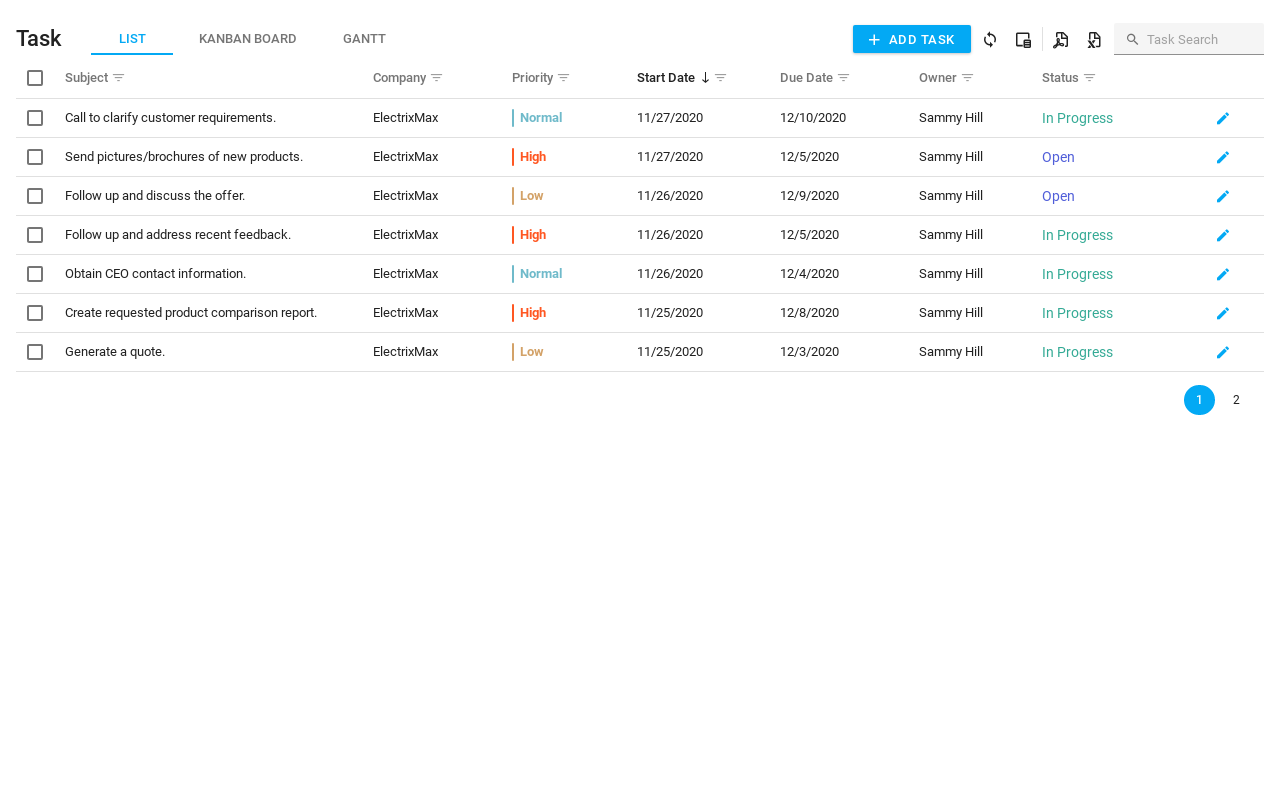 Task LIST KANBAN BOARD GANTT ADD TASK Task Search
Subject Company Priority Start Date Due Date Owner Status
Call to clarify customer requirements. ElectrixMax Normal 11/27/2020 12/10/2020 Sammy Hill In Progress
Send pictures/brochures of new products. ElectrixMax High 11/27/2020 12/5/2020 Sammy Hill Open
Follow up and discuss the offer. ElectrixMax Low 11/26/2020 12/9/2020 Sammy Hill Open
Follow up and address recent feedback. ElectrixMax High 11/26/2020 12/5/2020 Sammy Hill In Progress
Obtain CEO contact information. ElectrixMax Normal 11/26/2020 12/4/2020 Sammy Hill In Progress
Create requested product comparison report. ElectrixMax High 11/25/2020 12/8/2020 Sammy Hill In Progress
Generate a quote. ElectrixMax Low 11/25/2020 12/3/2020 Sammy Hill In Progress
1 2